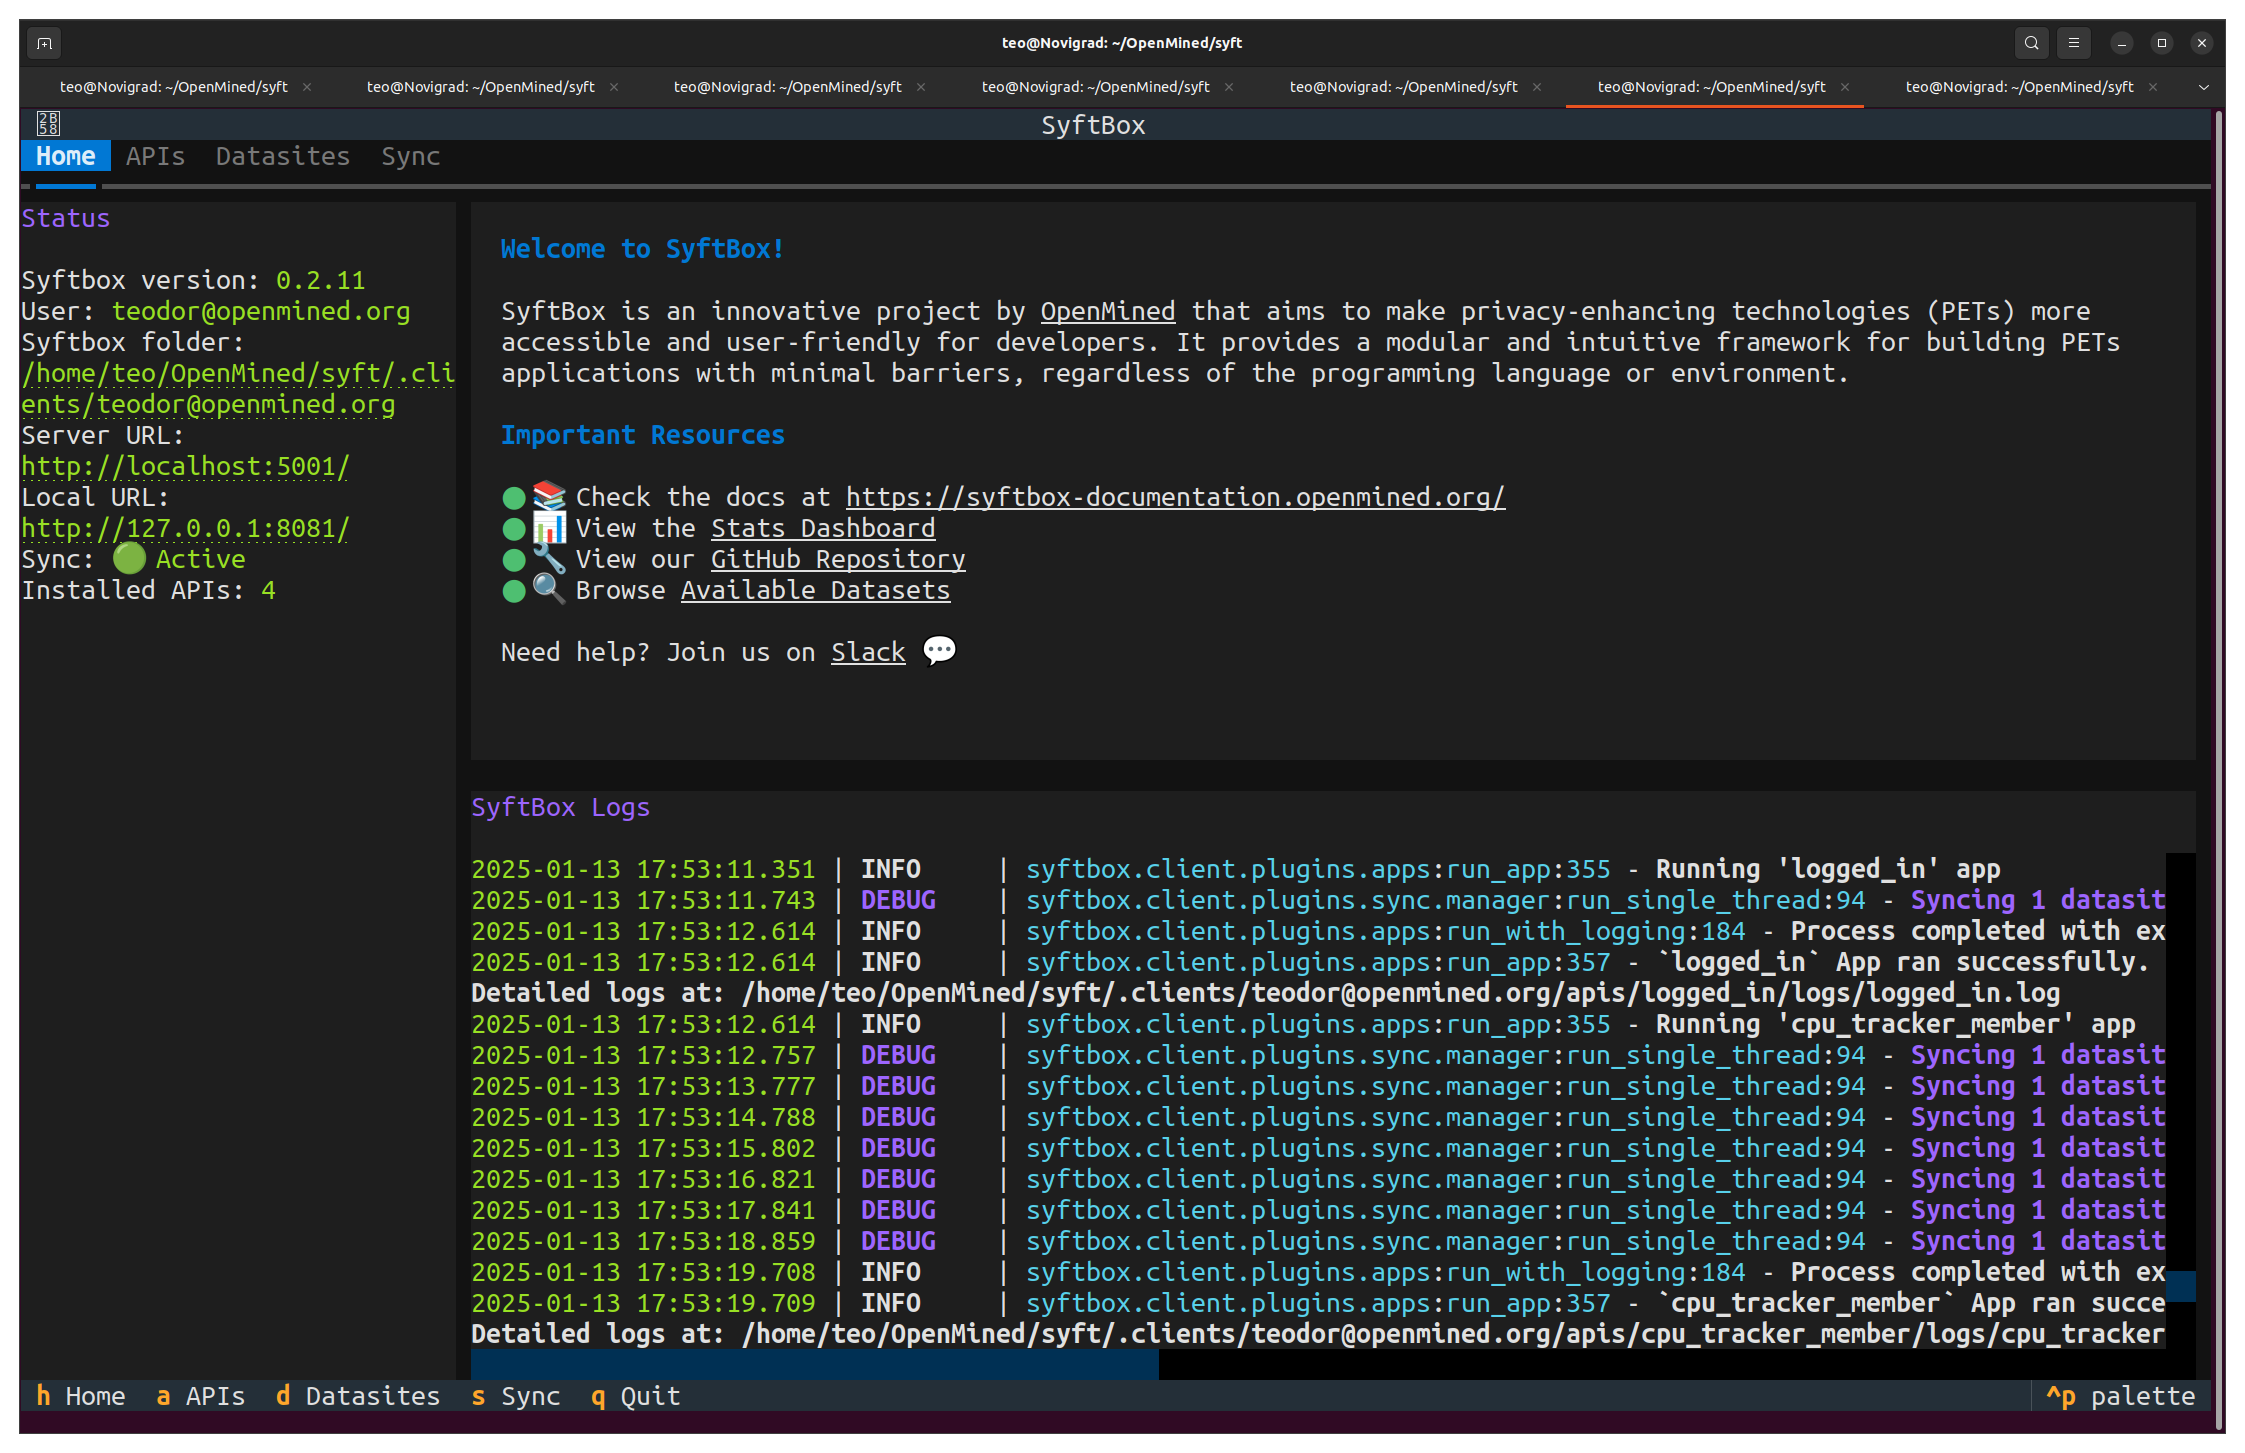 teo@Novigrad: ~/OpenMined/syft
teo@Novigrad: ~/OpenMined/syft × teo@Novigrad: ~/OpenMined/syft × teo@Novigrad: ~/OpenMined/syft × teo@Novigrad: ~/OpenMined/syft × teo@Novigrad: ~/OpenMined/syft × teo@Novigrad: ~/OpenMined/syft × teo@Novigrad: ~/OpenMined/syft ×
2B58 SyftBox
Home APIs Datasites Sync
Status
Syftbox version: 0.2.11
User: teodor@openmined.org
Syftbox folder:
/home/teo/OpenMined/syft/.cli
ents/teodor@openmined.org
Server URL:
http://localhost:5001/
Local URL:
http://127.0.0.1:8081/
Sync: 🟢 Active
Installed APIs: 4
Welcome to SyftBox!
SyftBox is an innovative project by OpenMined that aims to make privacy-enhancing technologies (PETs) more
accessible and user-friendly for developers. It provides a modular and intuitive framework for building PETs
applications with minimal barriers, regardless of the programming language or environment.
Important Resources
● 📚 Check the docs at https://syftbox-documentation.openmined.org/
● 📊 View the Stats Dashboard
● 🔧 View our GitHub Repository
● 🔍 Browse Available Datasets
Need help? Join us on Slack 💬
SyftBox Logs
2025-01-13 17:53:11.351 | INFO     | syftbox.client.plugins.apps:run_app:355 - Running 'logged_in' app
2025-01-13 17:53:11.743 | DEBUG    | syftbox.client.plugins.sync.manager:run_single_thread:94 - Syncing 1 datasit
2025-01-13 17:53:12.614 | INFO     | syftbox.client.plugins.apps:run_with_logging:184 - Process completed with ex
2025-01-13 17:53:12.614 | INFO     | syftbox.client.plugins.apps:run_app:357 - `logged_in` App ran successfully.
Detailed logs at: /home/teo/OpenMined/syft/.clients/teodor@openmined.org/apis/logged_in/logs/logged_in.log
2025-01-13 17:53:12.614 | INFO     | syftbox.client.plugins.apps:run_app:355 - Running 'cpu_tracker_member' app
2025-01-13 17:53:12.757 | DEBUG    | syftbox.client.plugins.sync.manager:run_single_thread:94 - Syncing 1 datasit
2025-01-13 17:53:13.777 | DEBUG    | syftbox.client.plugins.sync.manager:run_single_thread:94 - Syncing 1 datasit
2025-01-13 17:53:14.788 | DEBUG    | syftbox.client.plugins.sync.manager:run_single_thread:94 - Syncing 1 datasit
2025-01-13 17:53:15.802 | DEBUG    | syftbox.client.plugins.sync.manager:run_single_thread:94 - Syncing 1 datasit
2025-01-13 17:53:16.821 | DEBUG    | syftbox.client.plugins.sync.manager:run_single_thread:94 - Syncing 1 datasit
2025-01-13 17:53:17.841 | DEBUG    | syftbox.client.plugins.sync.manager:run_single_thread:94 - Syncing 1 datasit
2025-01-13 17:53:18.859 | DEBUG    | syftbox.client.plugins.sync.manager:run_single_thread:94 - Syncing 1 datasit
2025-01-13 17:53:19.708 | INFO     | syftbox.client.plugins.apps:run_with_logging:184 - Process completed with ex
2025-01-13 17:53:19.709 | INFO     | syftbox.client.plugins.apps:run_app:357 - `cpu_tracker_member` App ran succe
Detailed logs at: /home/teo/OpenMined/syft/.clients/teodor@openmined.org/apis/cpu_tracker_member/logs/cpu_tracker
h Home a APIs d Datasites s Sync q Quit ^p palette